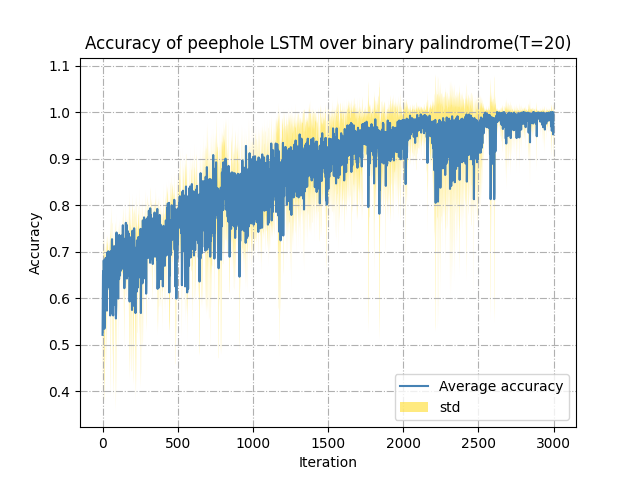 Accuracy of peephole LSTM over binary palindrome(T=20)
1.1
1.0
0.9
0.8
0.7
0.6
0.5
0.4
Accuracy
Average accuracy
std
0 500 1000 1500 2000 2500 3000
Iteration